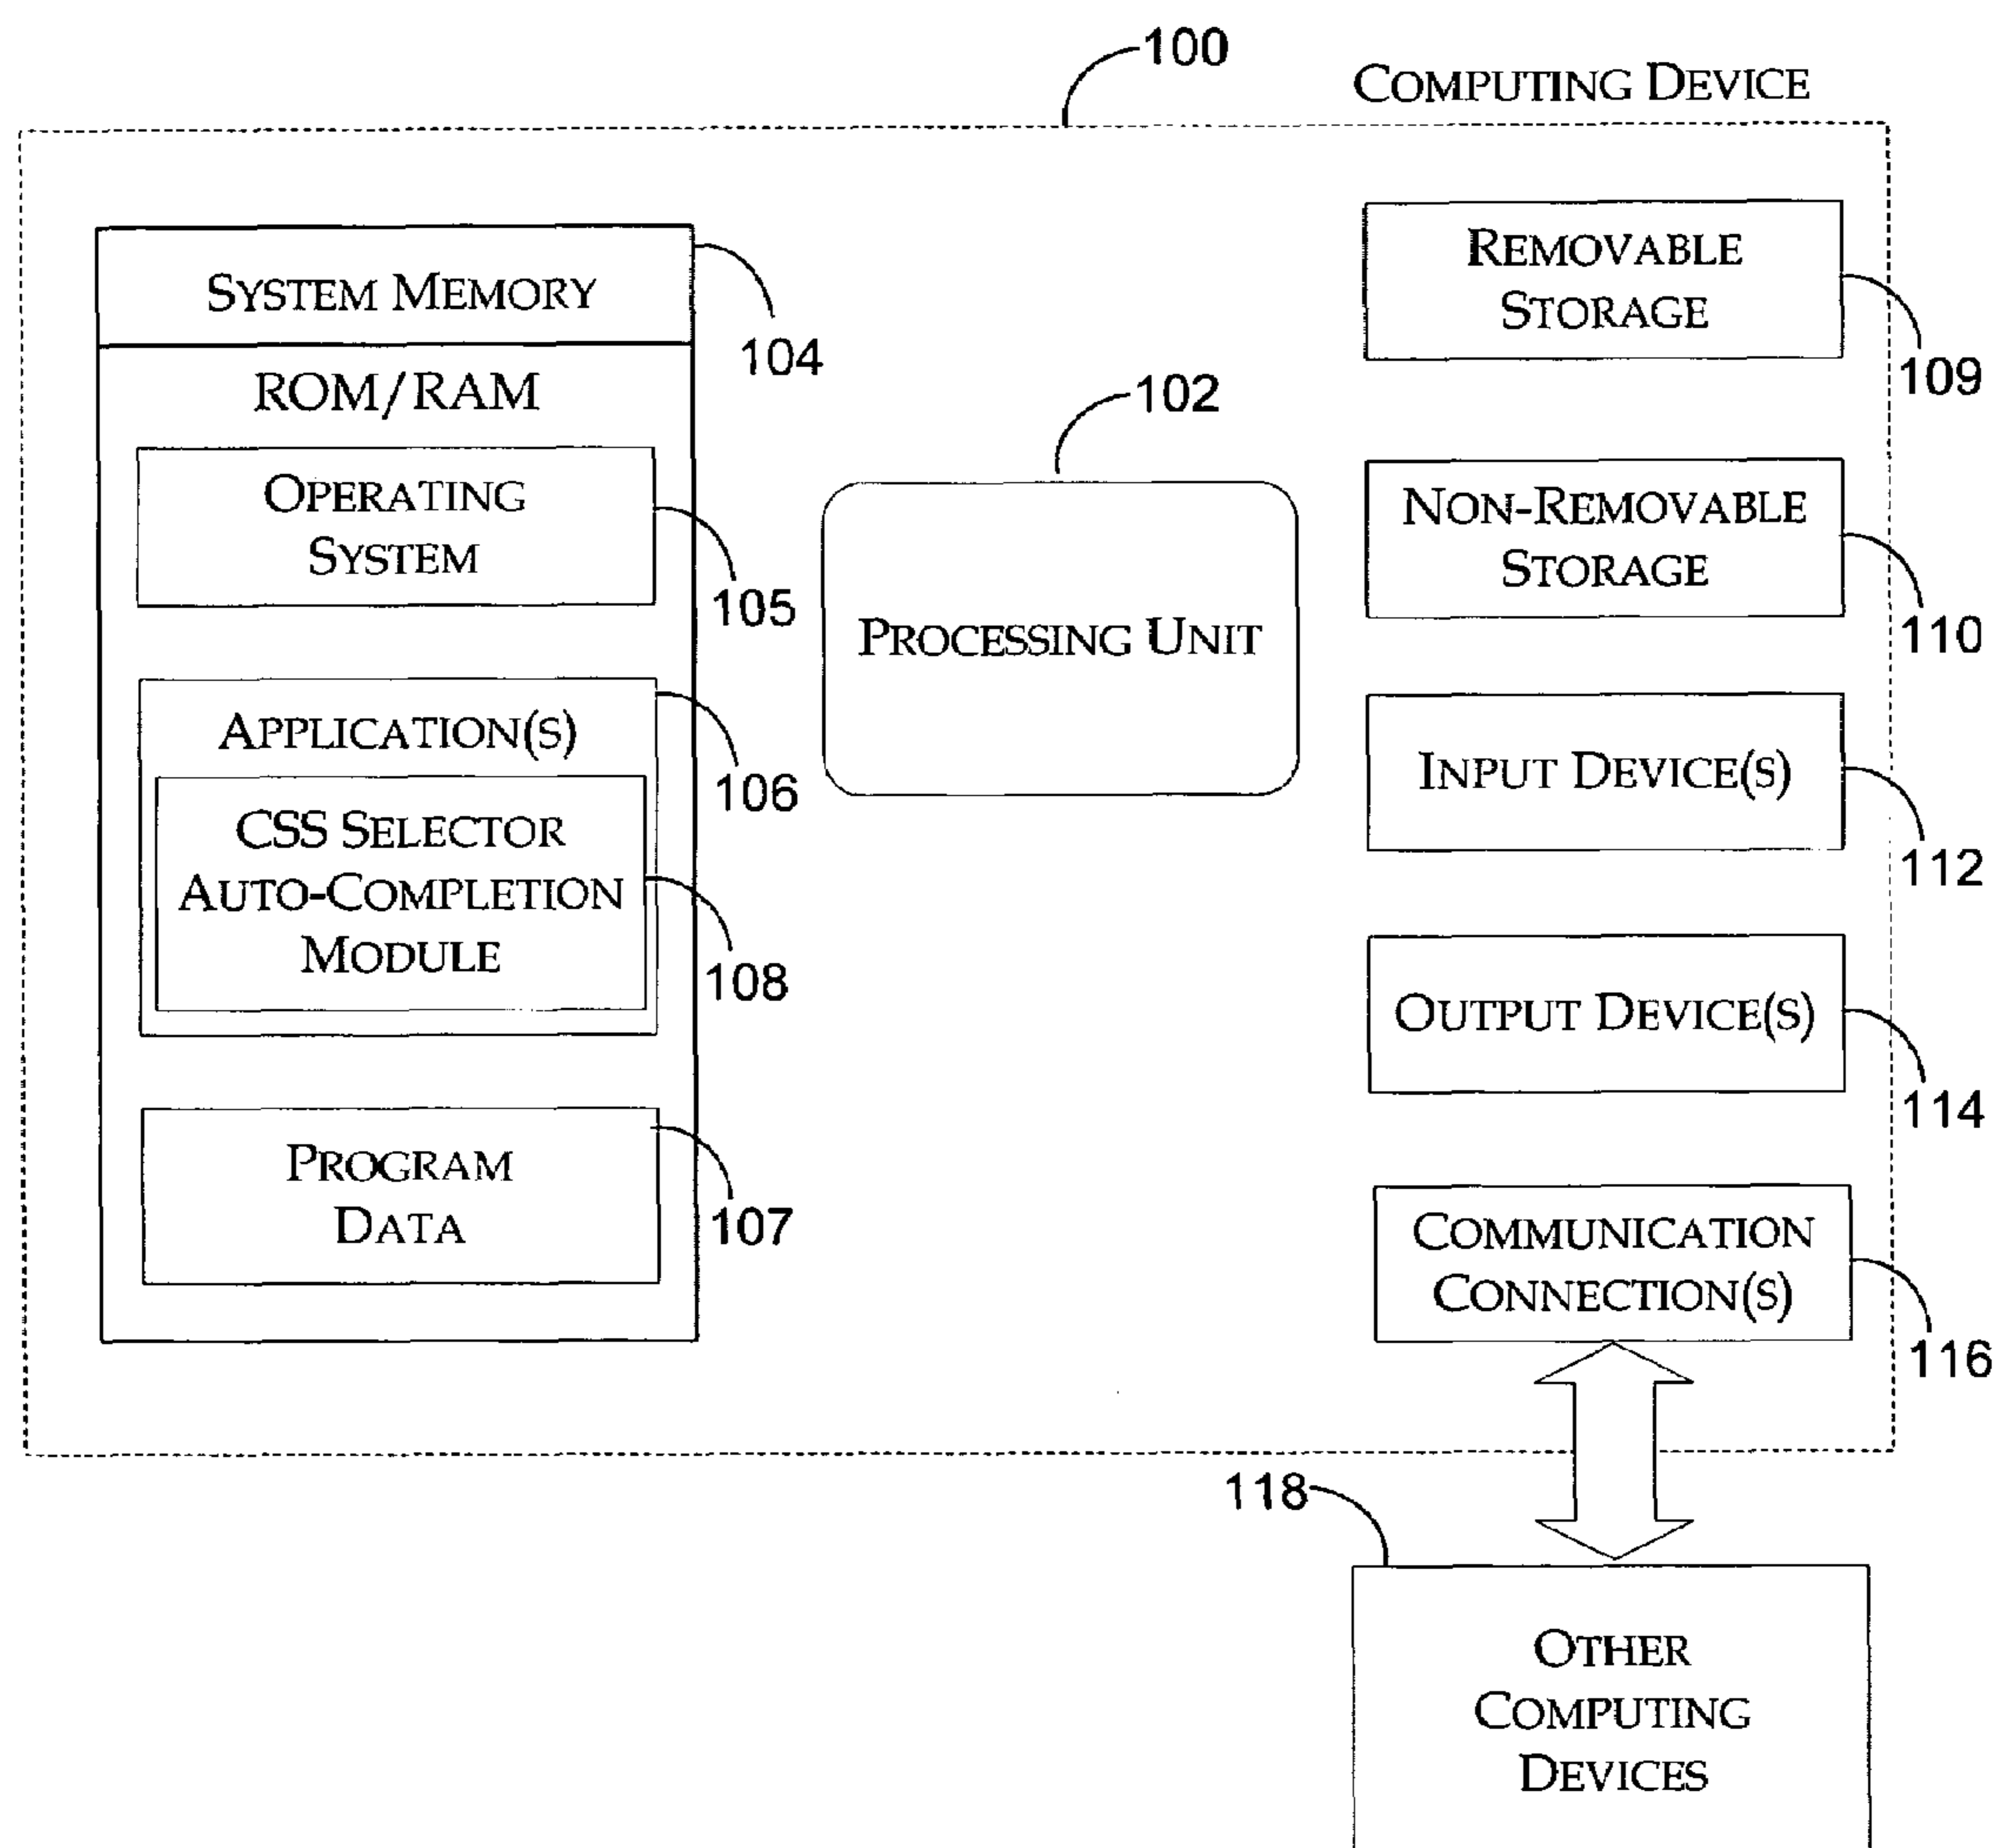 100
COMPUTING DEVICE
SYSTEM MEMORY
104
ROM/RAM
OPERATING
SYSTEM
105
APPLICATION(S)
106
CSS SELECTOR
AUTO-COMPLETION
MODULE
108
PROGRAM
DATA
107
102
PROCESSING UNIT
REMOVABLE
STORAGE
109
NON-REMOVABLE
STORAGE
110
INPUT DEVICE(S)
112
OUTPUT DEVICE(S)
114
COMMUNICATION
CONNECTION(S)
116
118
OTHER
COMPUTING
DEVICES